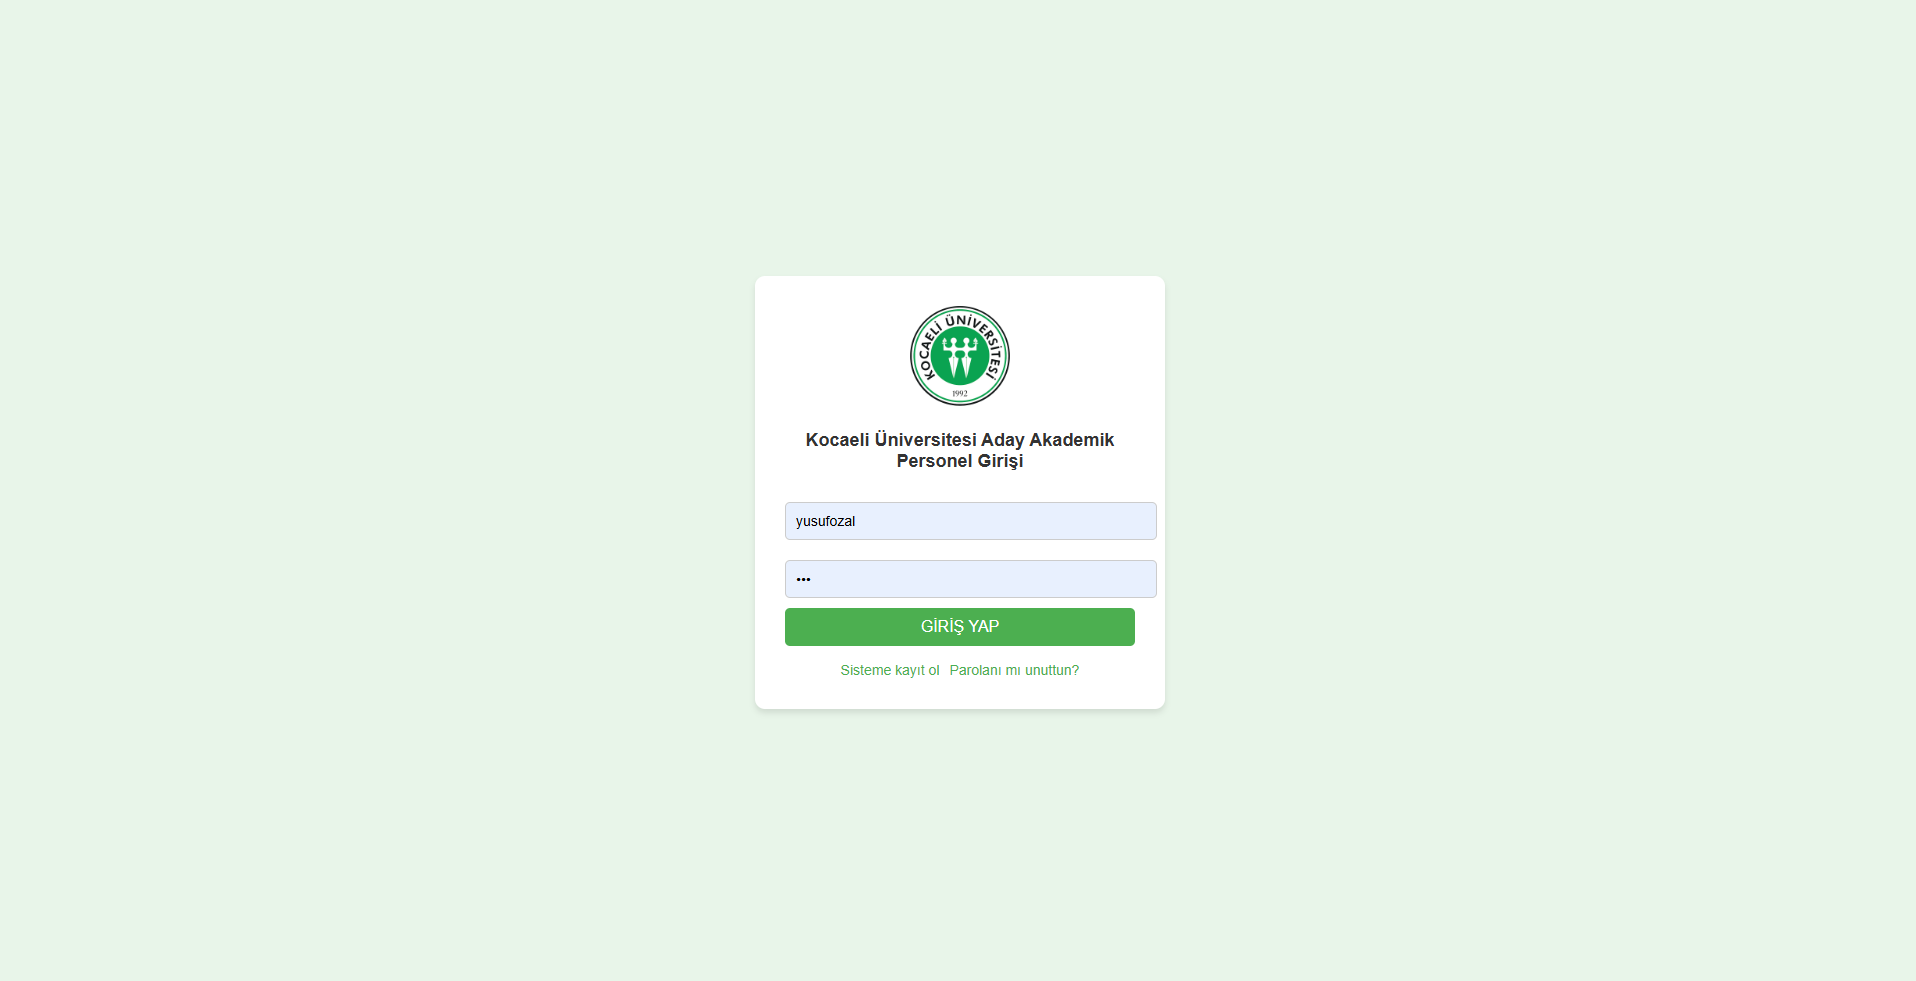 KOCAELİ ÜNİVERSİTESİ
1992
Kocaeli Üniversitesi Aday Akademik
Personel Girişi
yusufozal
•••
GİRİŞ YAP
Sisteme kayıt ol Parolanı mı unuttun?